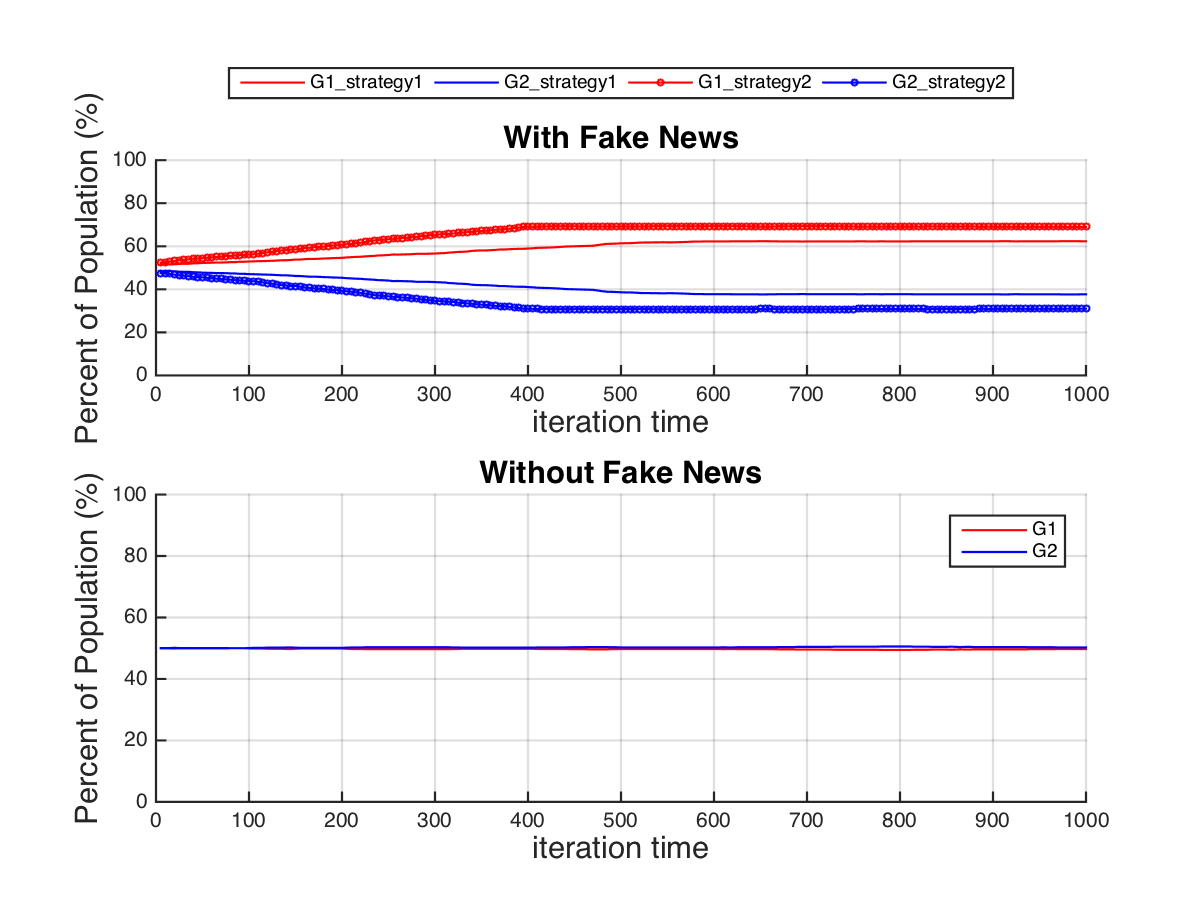 G1_strategy1 G2_strategy1 G1_strategy2 G2_strategy2
With Fake News
Percent of Population (%)
100
80
60
40
20
0
0 100 200 300 400 500 600 700 800 900 1000
iteration time
Without Fake News
Percent of Population (%)
100
80
60
40
20
0
G1
G2
0 100 200 300 400 500 600 700 800 900 1000
iteration time